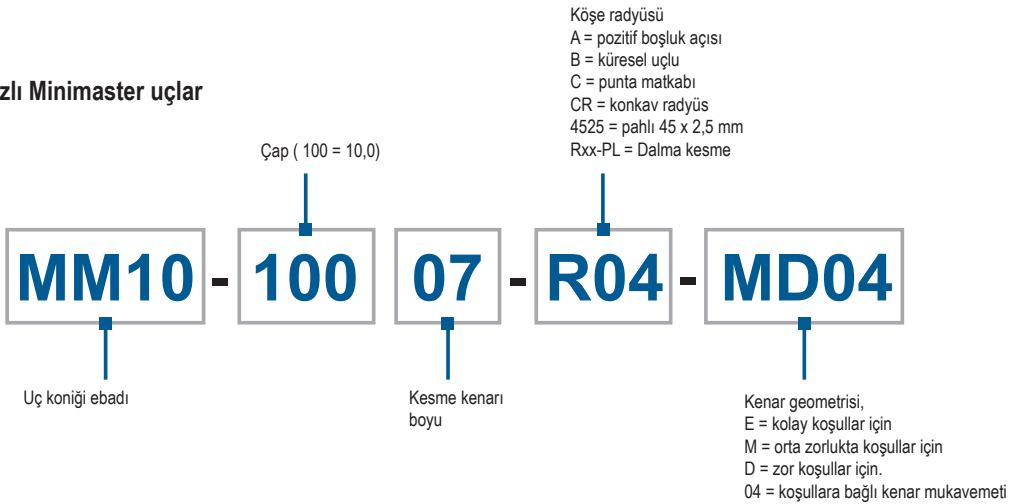 Köşe radyüsü
A = pozitif boşluk açısı
B = küresel uçlu
C = punta matkabı
CR = konkav radyüs
4525 = pahlı 45 x 2,5 mm
Rxx-PL = Dalma kesme
zlı Minimaster uçlar
Çap ( 100 = 10,0)
MM10 - 100 07 - R04 - MD04
Uç koniği ebadı
Kesme kenarı
boyu
Kenar geometrisi,
E = kolay koşullar için
M = orta zorlukta koşullar için
D = zor koşullar için.
04 = koşullara bağlı kenar mukavemeti